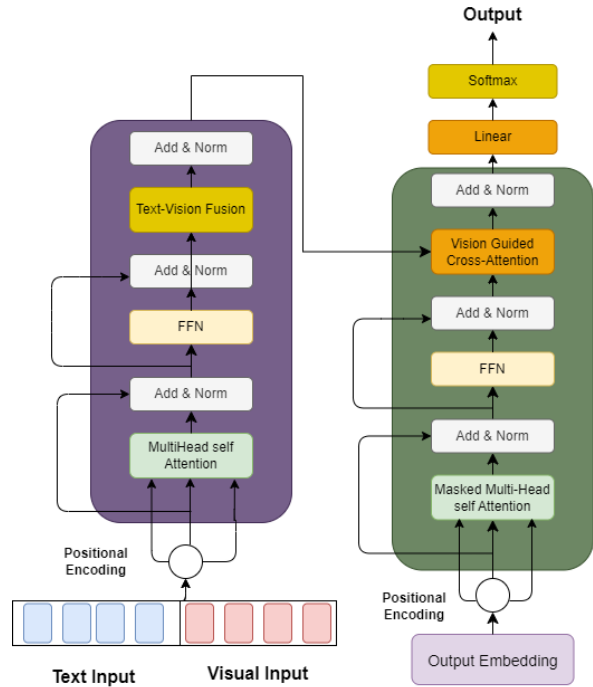 Output
Softmax
Linear
Add & Norm
Text-Vision Fusion
Add & Norm
FFN
Add & Norm
MultiHead self
Attention
Positional
Encoding
Text Input
Visual Input
Add & Norm
Vision Guided
Cross-Attention
Add & Norm
FFN
Add & Norm
Masked Multi-Head
self Attention
Positional
Encoding
Output Embedding